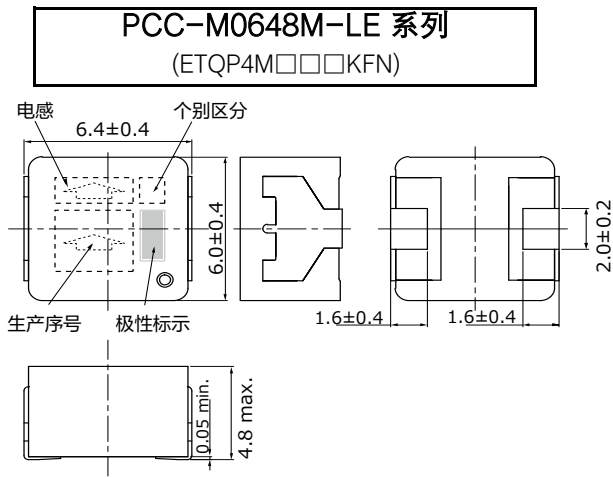 PCC-M0648M-LE 系列
(ETQP4M□□□KFN)
电感
个别区分
6.4±0.4
6.0±0.4
2.0±0.2
生产序号
极性标示
1.6±0.4
1.6±0.4
0.05 min.
4.8 max.